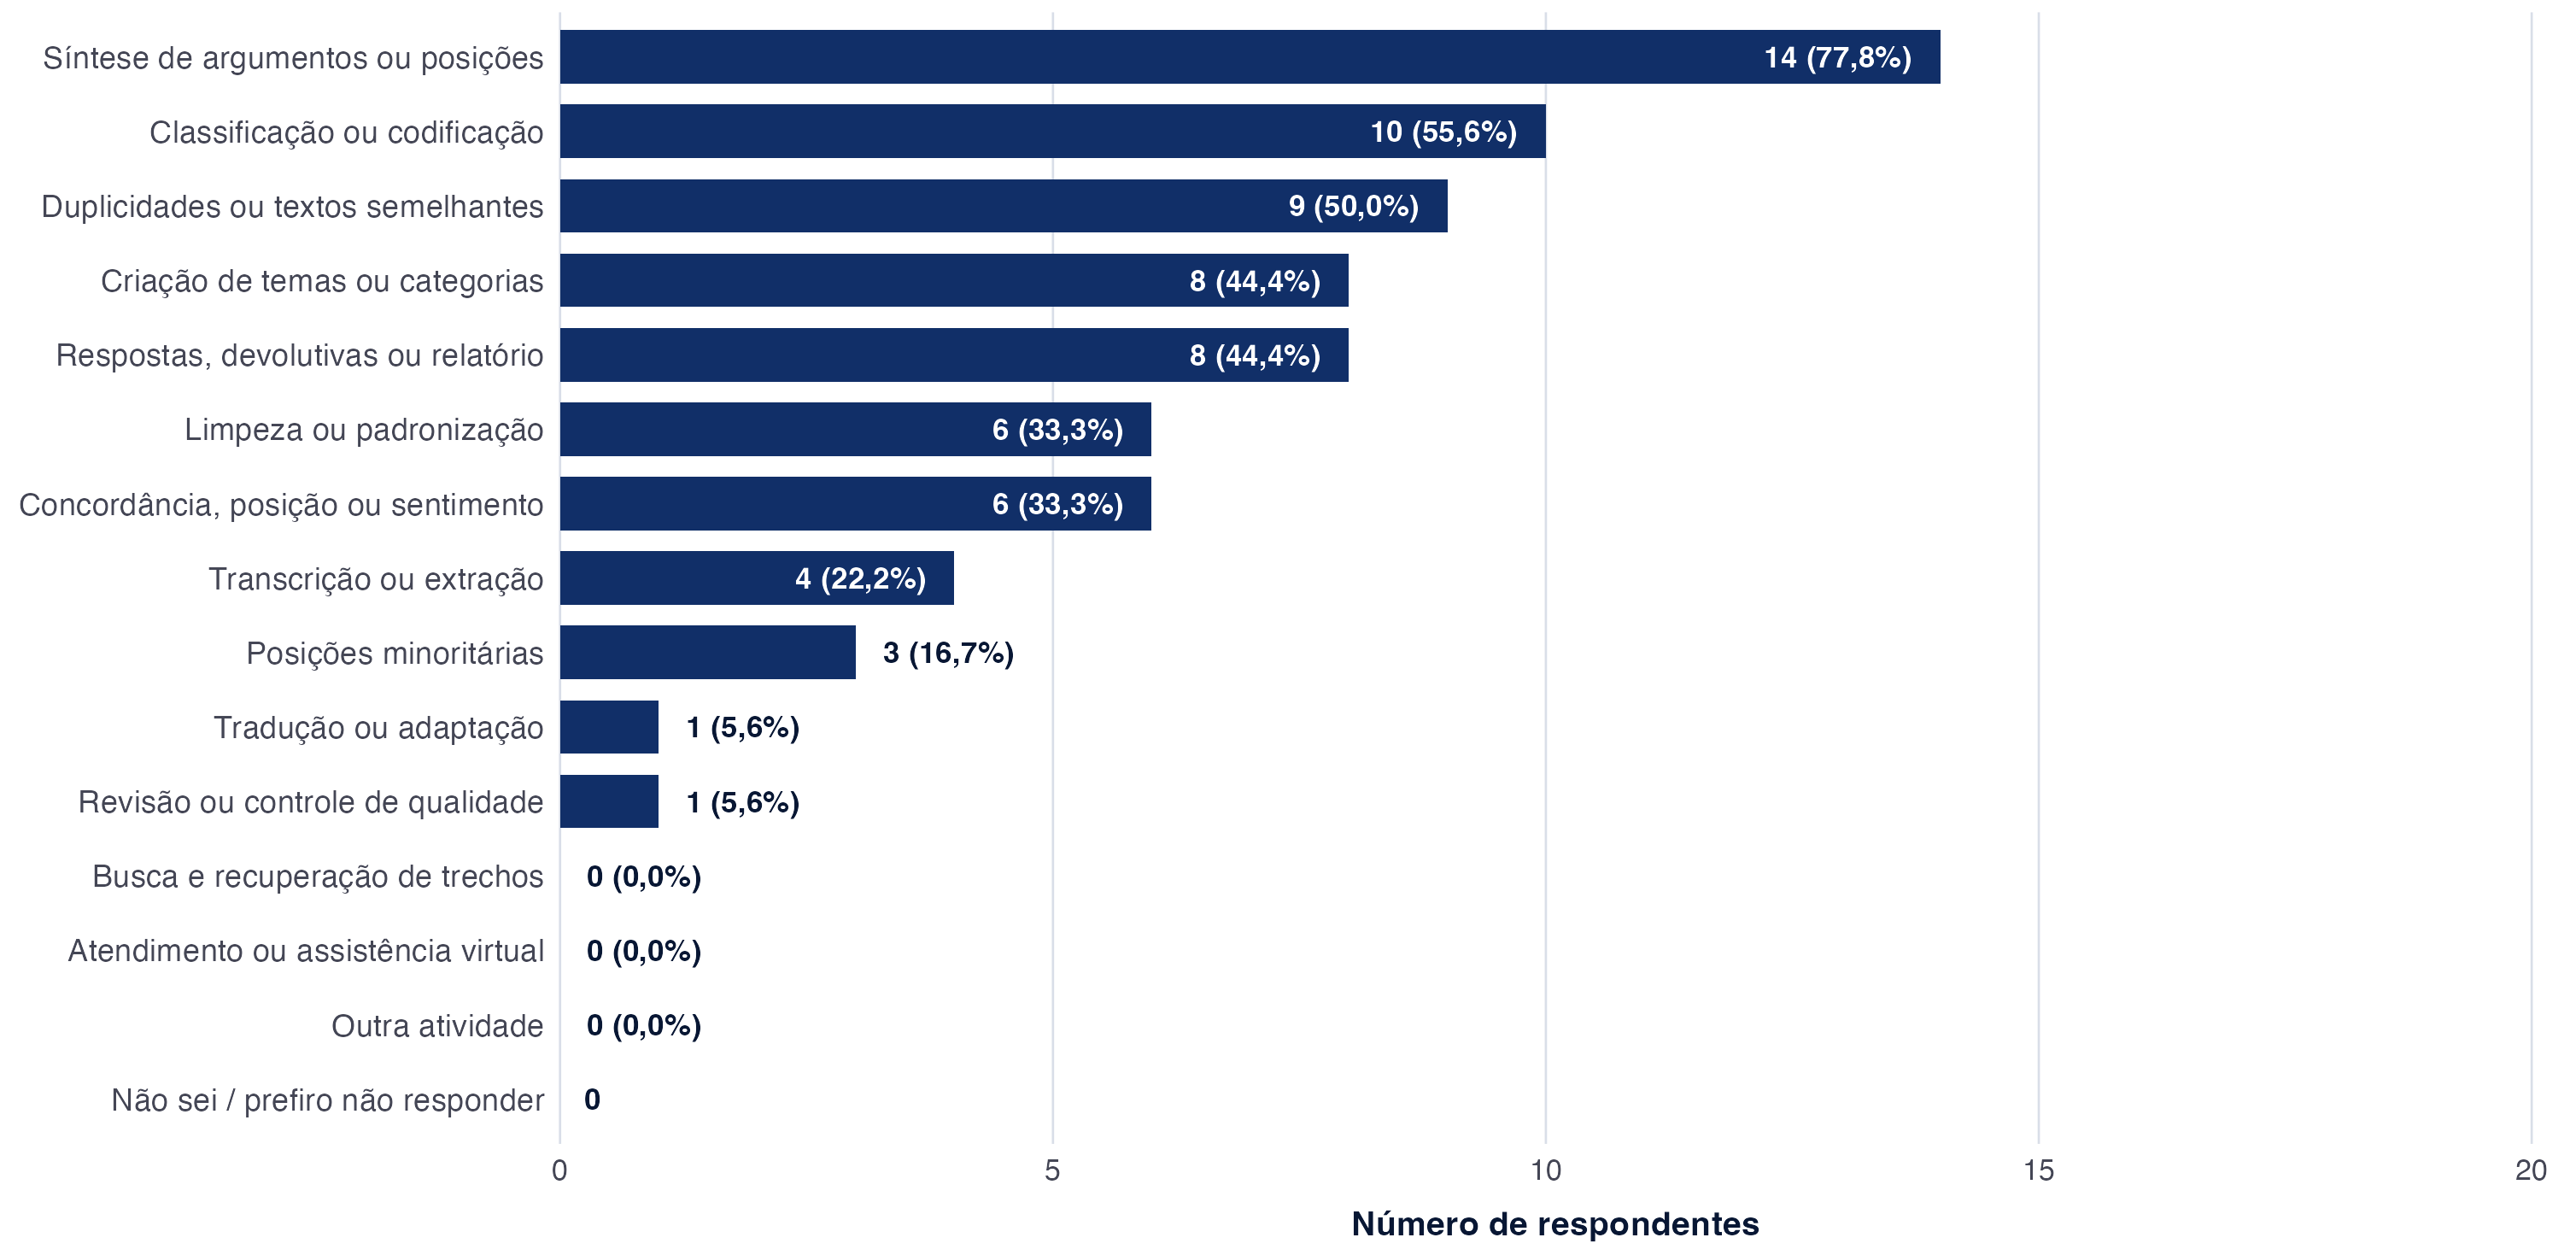 Síntese de argumentos ou posições 14 (77,8%)
Classificação ou codificação 10 (55,6%)
Duplicidades ou textos semelhantes 9 (50,0%)
Criação de temas ou categorias 8 (44,4%)
Respostas, devolutivas ou relatório 8 (44,4%)
Limpeza ou padronização 6 (33,3%)
Concordância, posição ou sentimento 6 (33,3%)
Transcrição ou extração 4 (22,2%)
Posições minoritárias 3 (16,7%)
Tradução ou adaptação 1 (5,6%)
Revisão ou controle de qualidade 1 (5,6%)
Busca e recuperação de trechos 0 (0,0%)
Atendimento ou assistência virtual 0 (0,0%)
Outra atividade 0 (0,0%)
Não sei / prefiro não responder 0
0 5 10 15 20
Número de respondentes